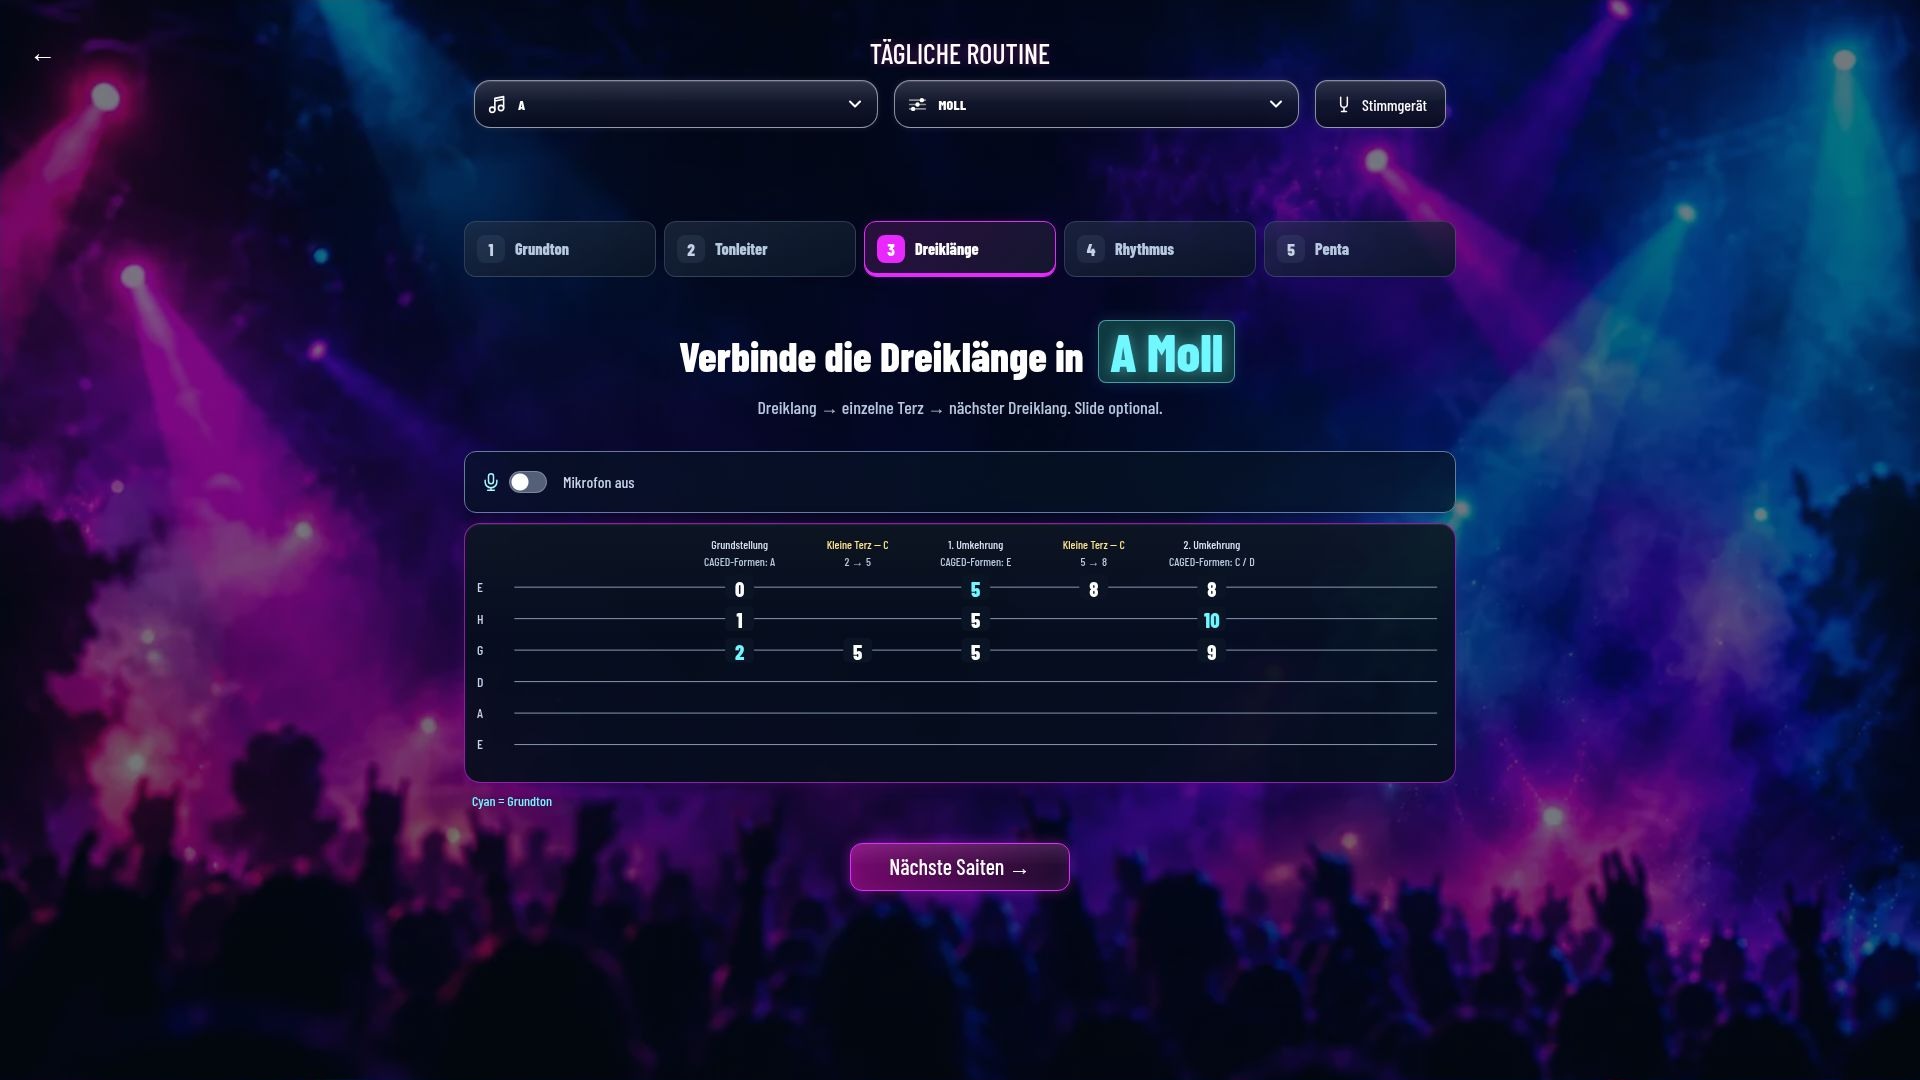 ←
TÄGLICHE ROUTINE
A
MOLL
Stimmgerät
1 Grundton
2 Tonleiter
3 Dreiklänge
4 Rhythmus
5 Penta
Verbinde die Dreiklänge in A Moll
Dreiklang → einzelne Terz → nächster Dreiklang. Slide optional.
Mikrofon aus
Grundstellung Kleine Terz – C 1. Umkehrung Kleine Terz – C 2. Umkehrung
CAGED-Formen: A 2 → 5 CAGED-Formen: E 5 → 8 CAGED-Formen: C / D
E 0 5 8 8
H 1 5 10
G 2 5 5 9
D
A
E
Cyan = Grundton
Nächste Saiten →